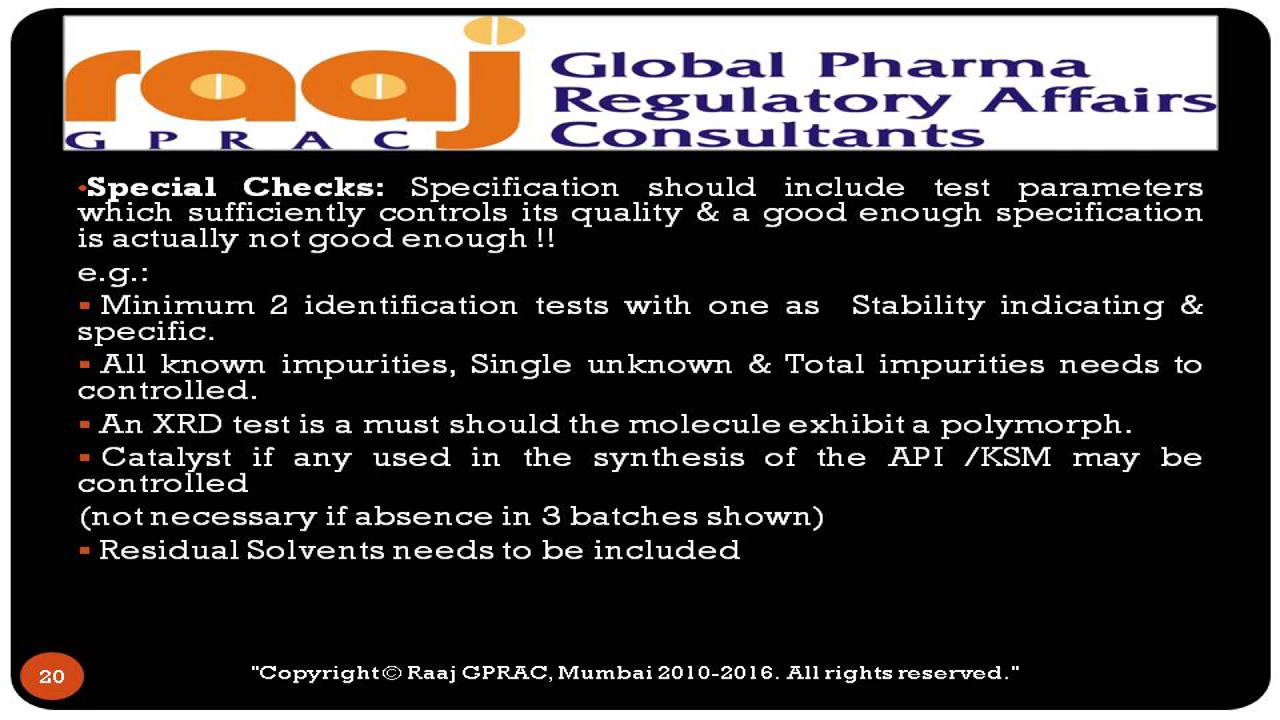 raaj
GPRAC
Global Pharma
Regulatory Affairs
Consultants
•Special Checks: Specification should include test parameters
which sufficiently controls its quality & a good enough specification
is actually not good enough !!
e.g.:
▪ Minimum 2 identification tests with one as Stability indicating &
specific.
▪ All known impurities, Single unknown & Total impurities needs to
controlled.
▪ An XRD test is a must should the molecule exhibit a polymorph.
▪ Catalyst if any used in the synthesis of the API /KSM may be
controlled
(not necessary if absence in 3 batches shown)
▪ Residual Solvents needs to be included
20
"Copyright© Raaj GPRAC, Mumbai 2010-2016. All rights reserved."